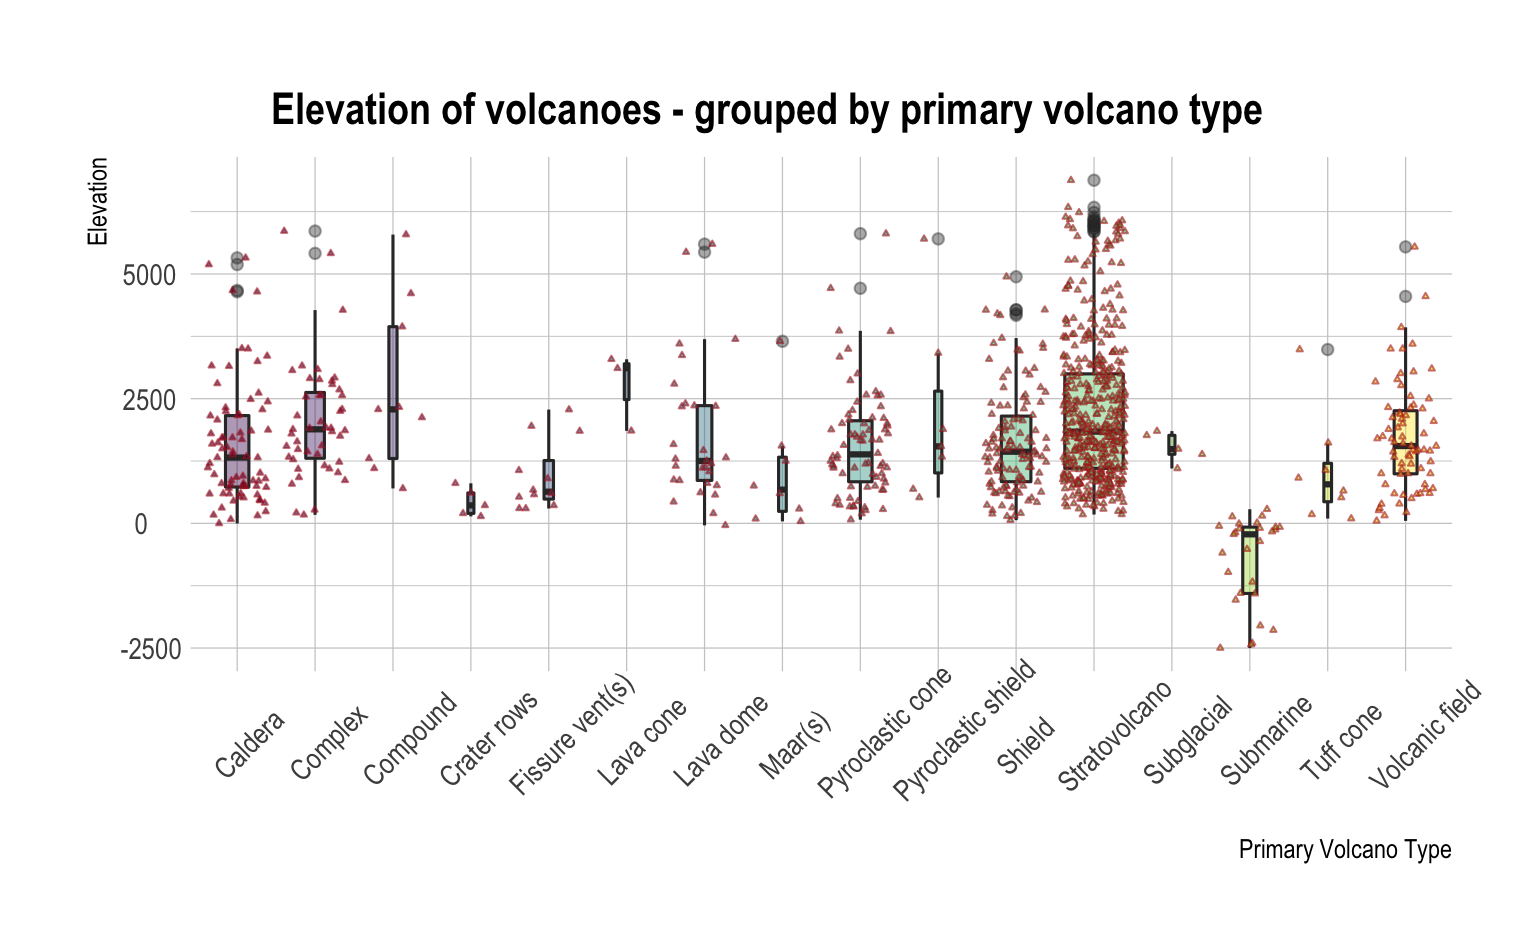 Elevation of volcanoes - grouped by primary volcano type
Elevation
5000
2500
0
-2500
Caldera
Complex
Compound
Crater rows
Fissure vent(s)
Lava cone
Lava dome
Maar(s)
Pyroclastic cone
Pyroclastic shield
Shield
Stratovolcano
Subglacial
Submarine
Tuff cone
Volcanic field
Primary Volcano Type